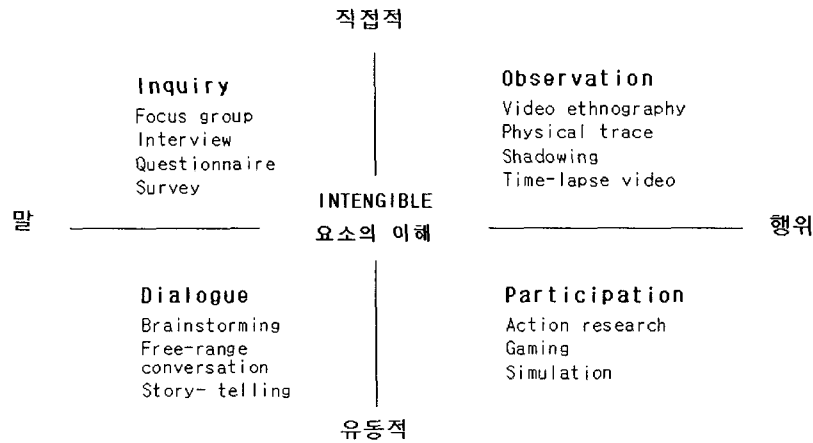 직접적
Inquiry
Focus group
Interview
Questionnaire
Survey
Observation
Video ethnography
Physical trace
Shadowing
Time-lapse video
말
INTENGIBLE
요소의 이해
행위
Dialogue
Brainstorming
Free-range
conversation
Story- telling
Participation
Action research
Gaming
Simulation
유동적